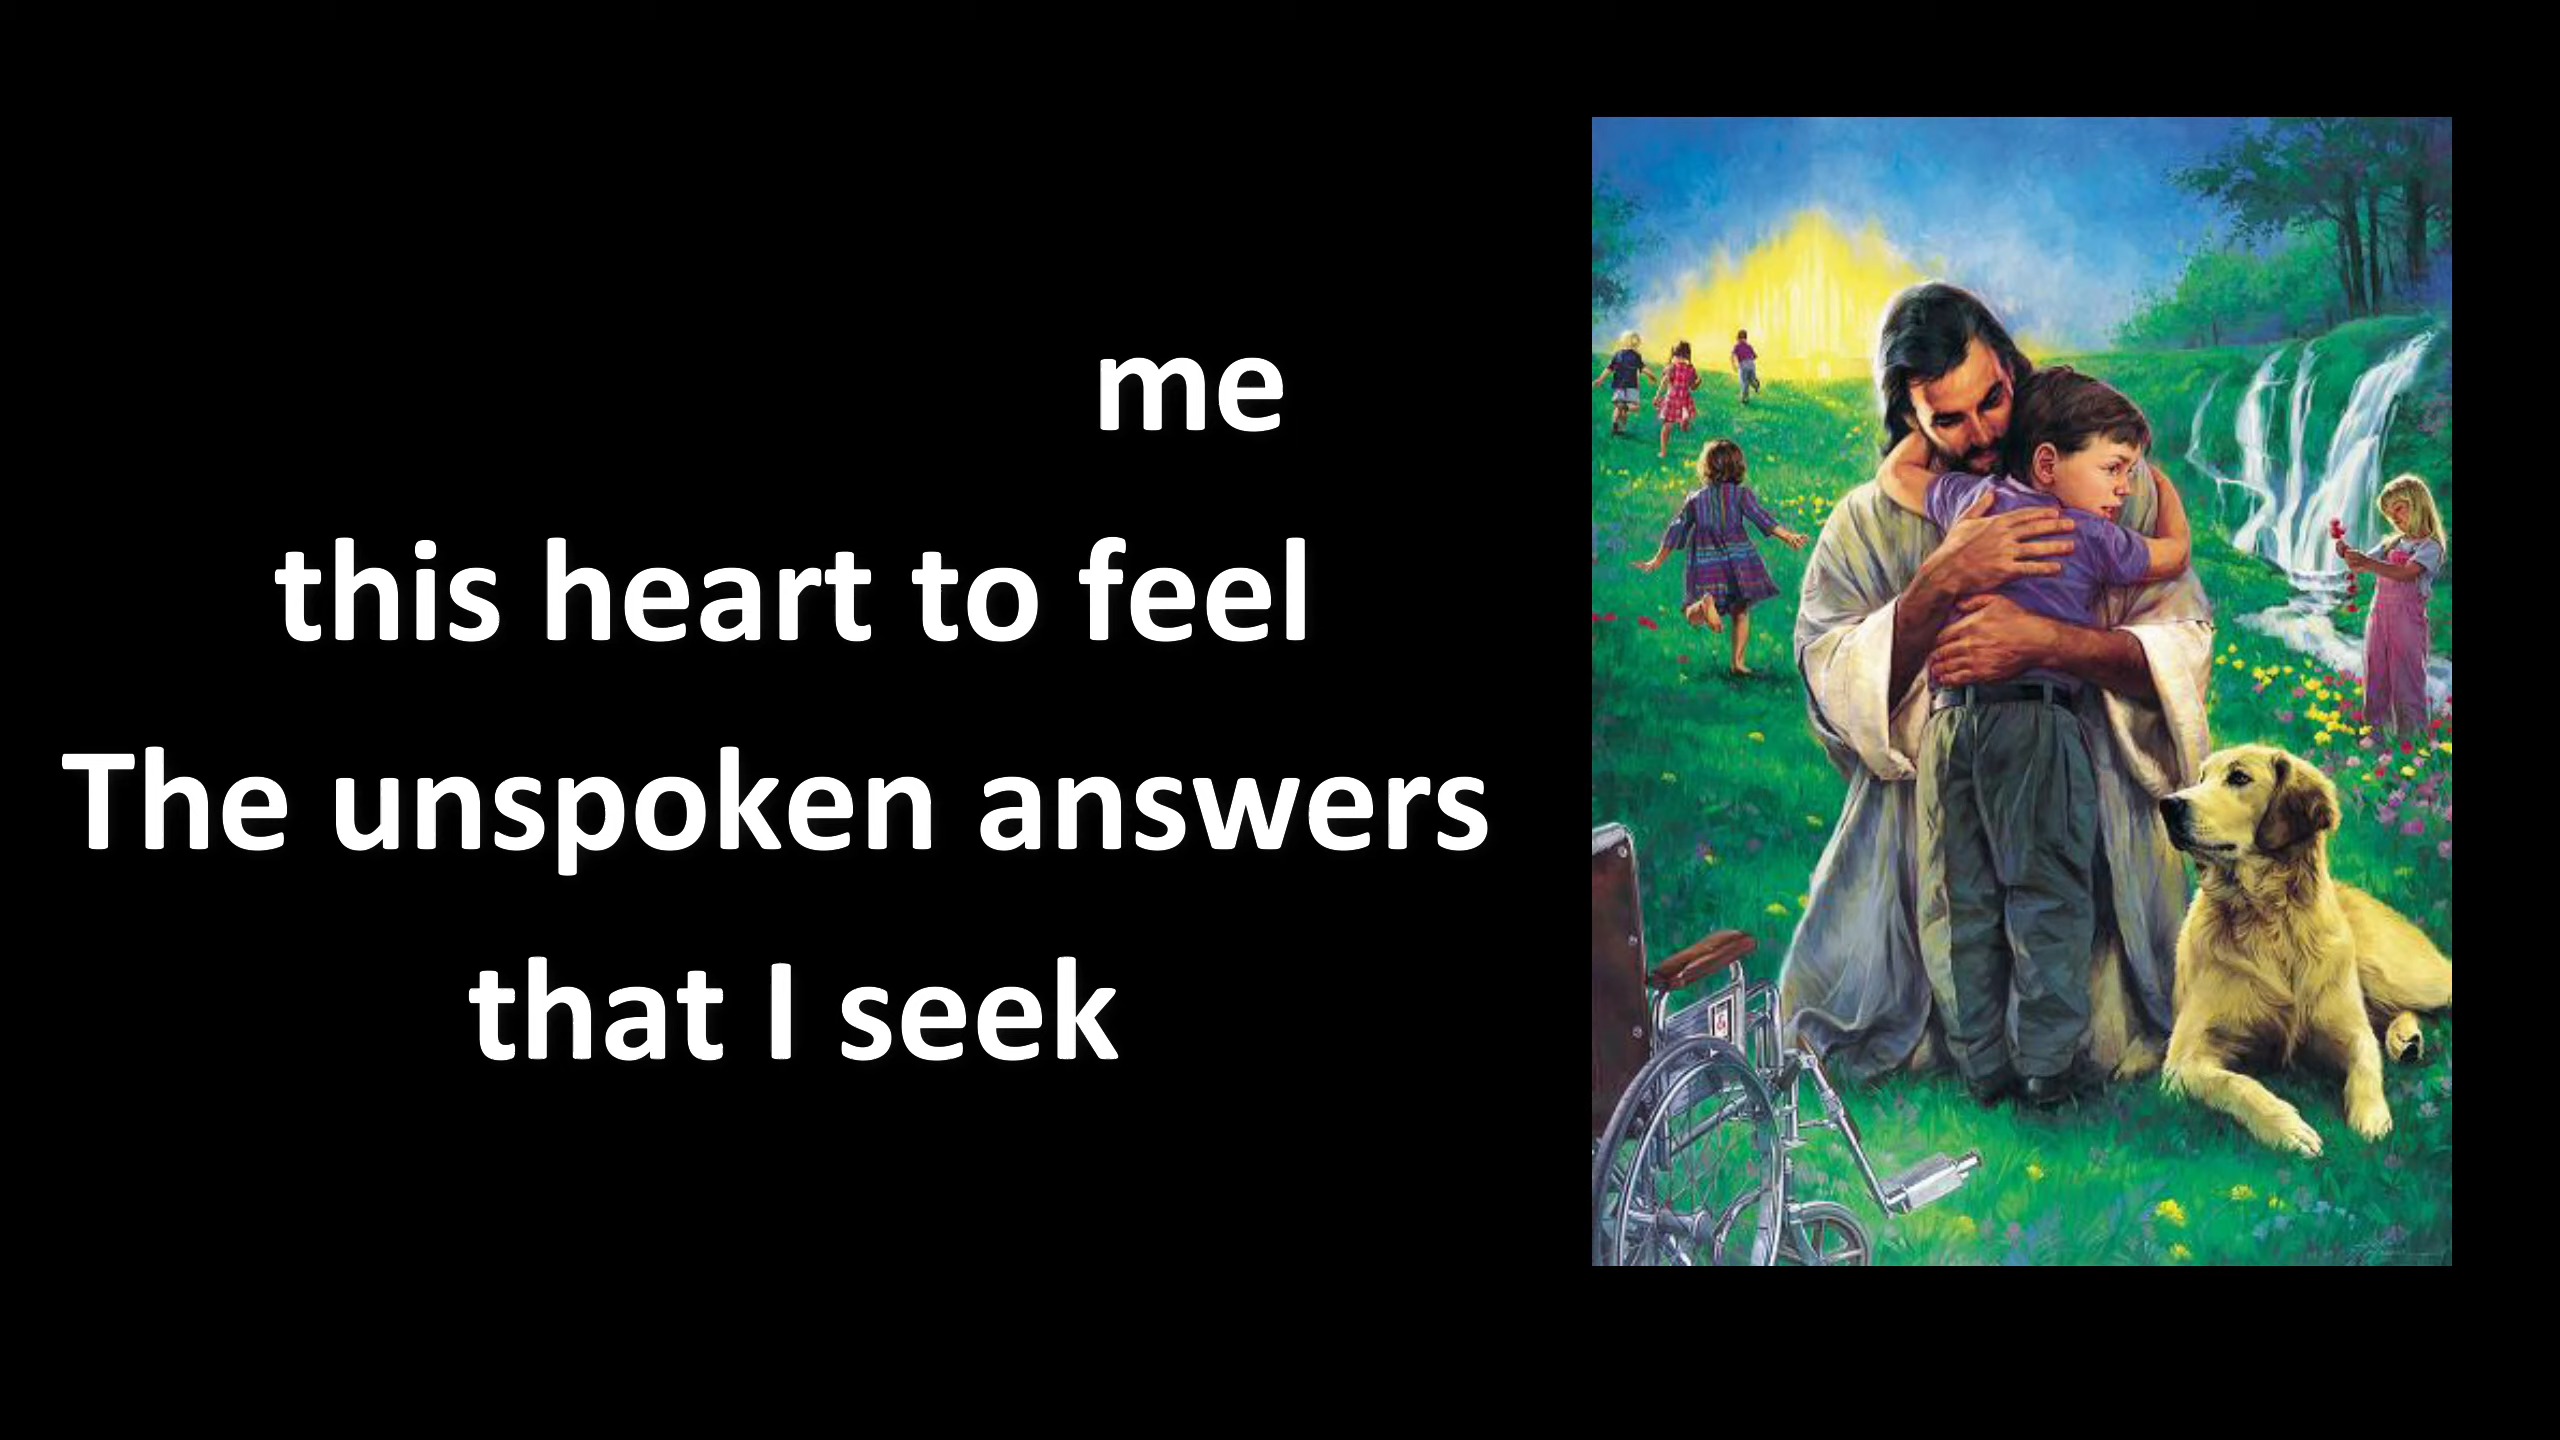 me
this heart to feel
The unspoken answers
that I seek